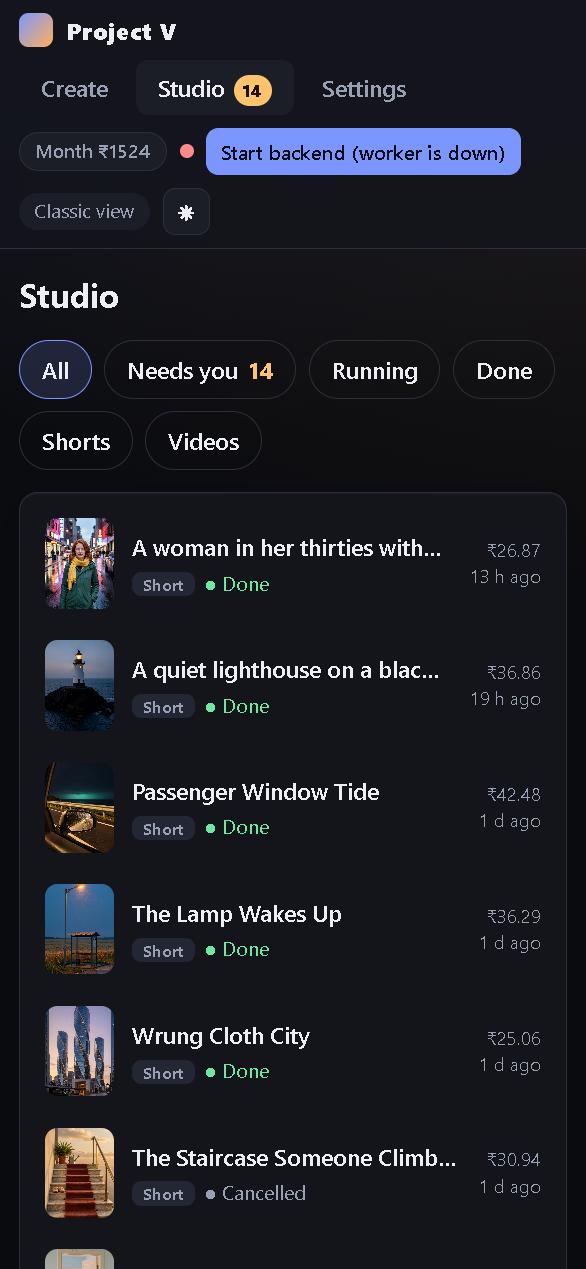 Project V
Create Studio 14 Settings
Month ₹1524 Start backend (worker is down)
Classic view
Studio
All Needs you 14 Running Done
Shorts Videos
A woman in her thirties with... ₹26.87
Short Done 13 h ago
A quiet lighthouse on a blac... ₹36.86
Short Done 19 h ago
Passenger Window Tide ₹42.48
Short Done 1 d ago
The Lamp Wakes Up ₹36.29
Short Done 1 d ago
Wrung Cloth City ₹25.06
Short Done 1 d ago
The Staircase Someone Climb... ₹30.94
Short Cancelled 1 d ago